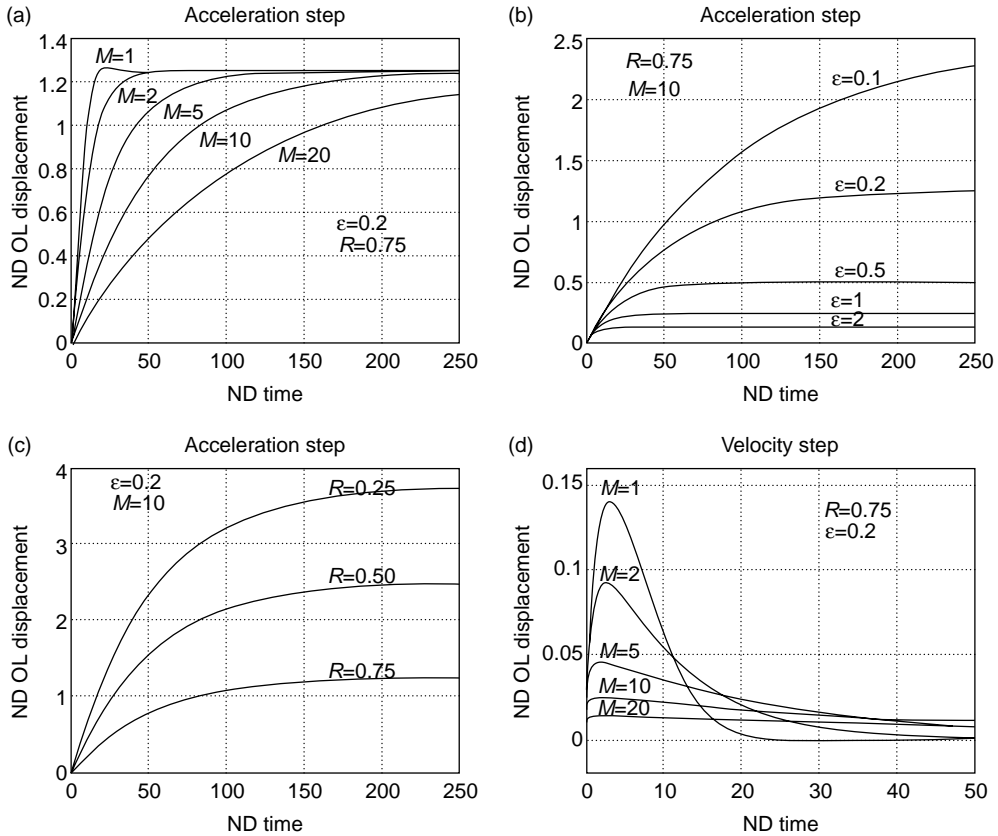 (a)
Acceleration step
1.4
1.2
1
0.8
0.6
0.4
0.2
0
ND OL displacement
M=1
M=2
M=5
M=10
M=20
ε=0.2
R=0.75
0 50 100 150 200 250
ND time
(b)
Acceleration step
2.5
2
1.5
1
0.5
0
ND OL displacement
R=0.75
M=10
ε=0.1
ε=0.2
ε=0.5
ε=1
ε=2
0 50 100 150 200 250
ND time
(c)
Acceleration step
4
3
2
1
0
ND OL displacement
ε=0.2
M=10
R=0.25
R=0.50
R=0.75
0 50 100 150 200 250
ND time
(d)
Velocity step
0.15
0.1
0.05
0
ND OL displacement
M=1
M=2
M=5
M=10
M=20
R=0.75
ε=0.2
0 10 20 30 40 50
ND time